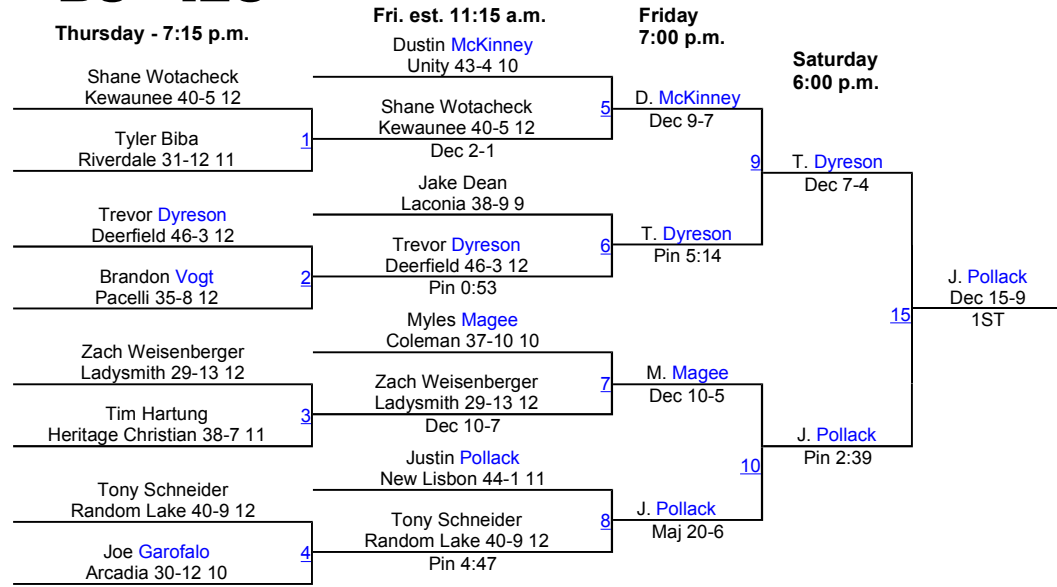 Thursday - 7:15 p.m.
Shane Wotacheck
Kewaunee 40-5 12
Tyler Biba
Riverdale 31-12 11
1
Trevor Dyreson
Deerfield 46-3 12
Brandon Vogt
Pacelli 35-8 12
2
Zach Weisenberger
Ladysmith 29-13 12
Tim Hartung
Heritage Christian 38-7 11
3
Tony Schneider
Random Lake 40-9 12
Joe Garofalo
Arcadia 30-12 10
4
Fri. est. 11:15 a.m.
Dustin McKinney
Unity 43-4 10
Shane Wotacheck
Kewaunee 40-5 12
Dec 2-1
5
Jake Dean
Laconia 38-9 9
Trevor Dyreson
Deerfield 46-3 12
Pin 0:53
6
Myles Magee
Coleman 37-10 10
Zach Weisenberger
Ladysmith 29-13 12
Dec 10-7
7
Justin Pollack
New Lisbon 44-1 11
Tony Schneider
Random Lake 40-9 12
Pin 4:47
8
Friday
7:00 p.m.
D. McKinney
Dec 9-7
T. Dyreson
Pin 5:14
9
M. Magee
Dec 10-5
J. Pollack
Maj 20-6
10
Saturday
6:00 p.m.
T. Dyreson
Dec 7-4
J. Pollack
Pin 2:39
15
J. Pollack
Dec 15-9
1ST